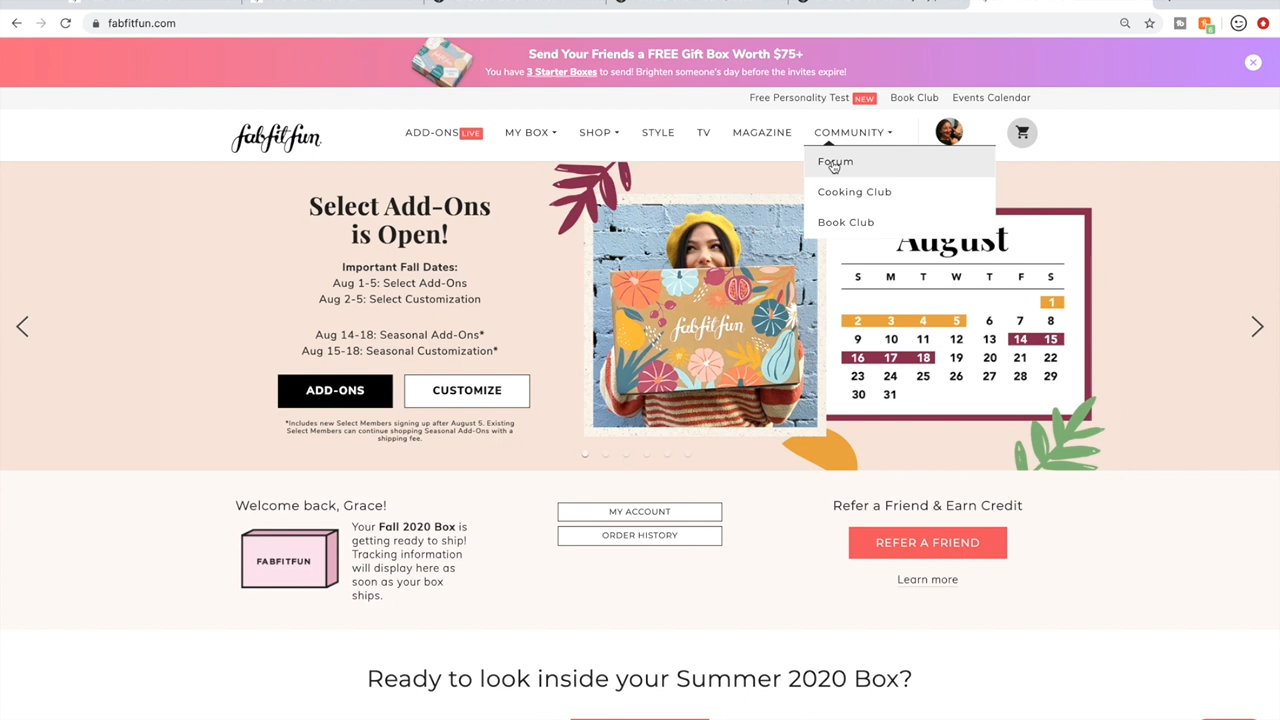 fabfitfun.com
6
Send Your Friends a FREE Gift Box Worth $75+
You have 3 Starter Boxes to send! Brighten someone's day before the invites expire!
Free Personality Test NEW Book Club Events Calendar
fabfitfun
ADD-ONS LIVE MY BOX SHOP STYLE TV MAGAZINE COMMUNITY
Forum
Cooking Club
Book Club
Select Add-Ons
is Open!
Important Fall Dates:
Aug 1-5: Select Add-Ons
Aug 2-5: Select Customization
Aug 14-18: Seasonal Add-Ons*
Aug 15-18: Seasonal Customization*
ADD-ONS CUSTOMIZE
*Includes new Select Members signing up after August 5. Existing
Select Members can continue shopping Seasonal Add-Ons with a
shipping fee.
fabfitfun
August
S M T W T F S
1
2 3 4 5 6 7 8
9 10 11 12 13 14 15
16 17 18 19 20 21 22
23 24 25 26 27 28 29
30 31
Welcome back, Grace!
FABFITFUN
Your Fall 2020 Box is
getting ready to ship!
Tracking information
will display here as
soon as your box
ships.
MY ACCOUNT
ORDER HISTORY
Refer a Friend & Earn Credit
REFER A FRIEND
Learn more
Ready to look inside your Summer 2020 Box?